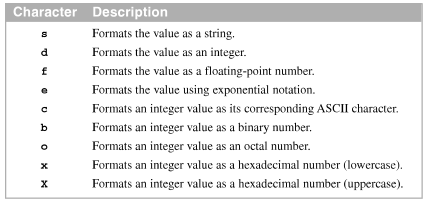 Character Description
s Formats the value as a string.
d Formats the value as an integer.
f Formats the value as a floating-point number.
e Formats the value using exponential notation.
c Formats an integer value as its corresponding ASCII character.
b Formats an integer value as a binary number.
o Formats an integer value as an octal number.
x Formats an integer value as a hexadecimal number (lowercase).
X Formats an integer value as a hexadecimal number (uppercase).